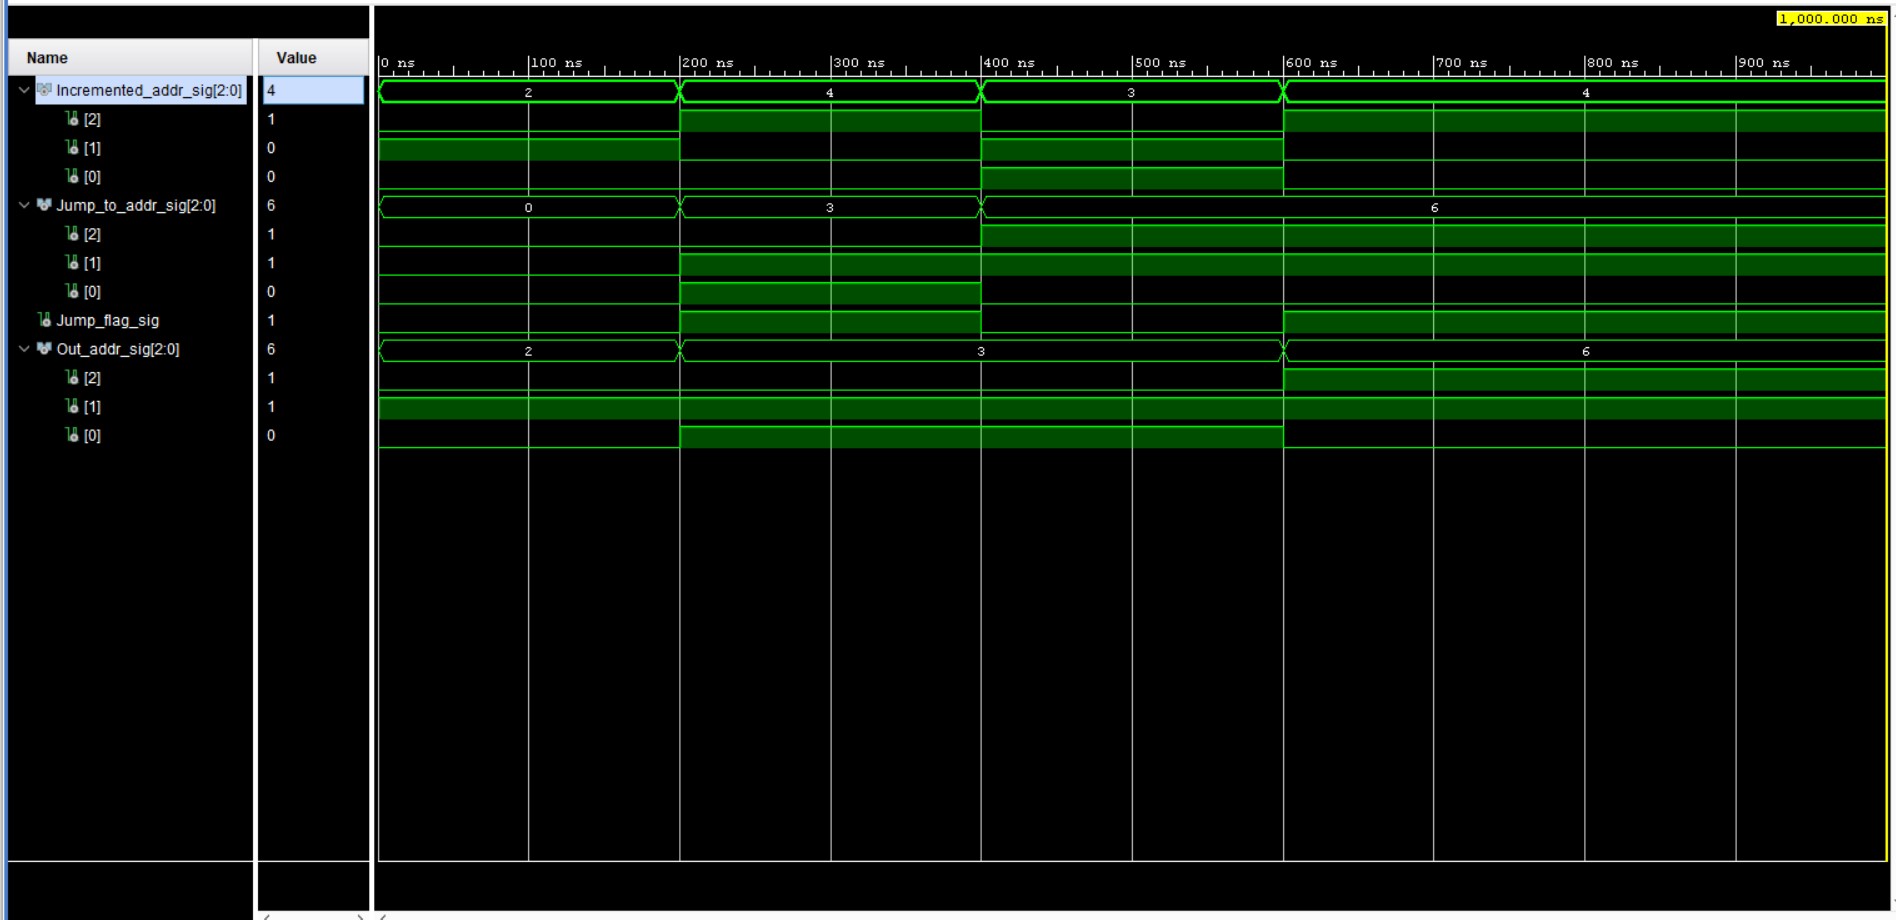 1,000.000 ns
Name Value
0 ns 100 ns 200 ns 300 ns 400 ns 500 ns 600 ns 700 ns 800 ns 900 ns
Incremented_addr_sig[2:0] 4 2 4 3 4
[2] 1
[1] 0
[0] 0
Jump_to_addr_sig[2:0] 6 0 3 6
[2] 1
[1] 1
[0] 0
Jump_flag_sig 1
Out_addr_sig[2:0] 6 2 3 6
[2] 1
[1] 1
[0] 0